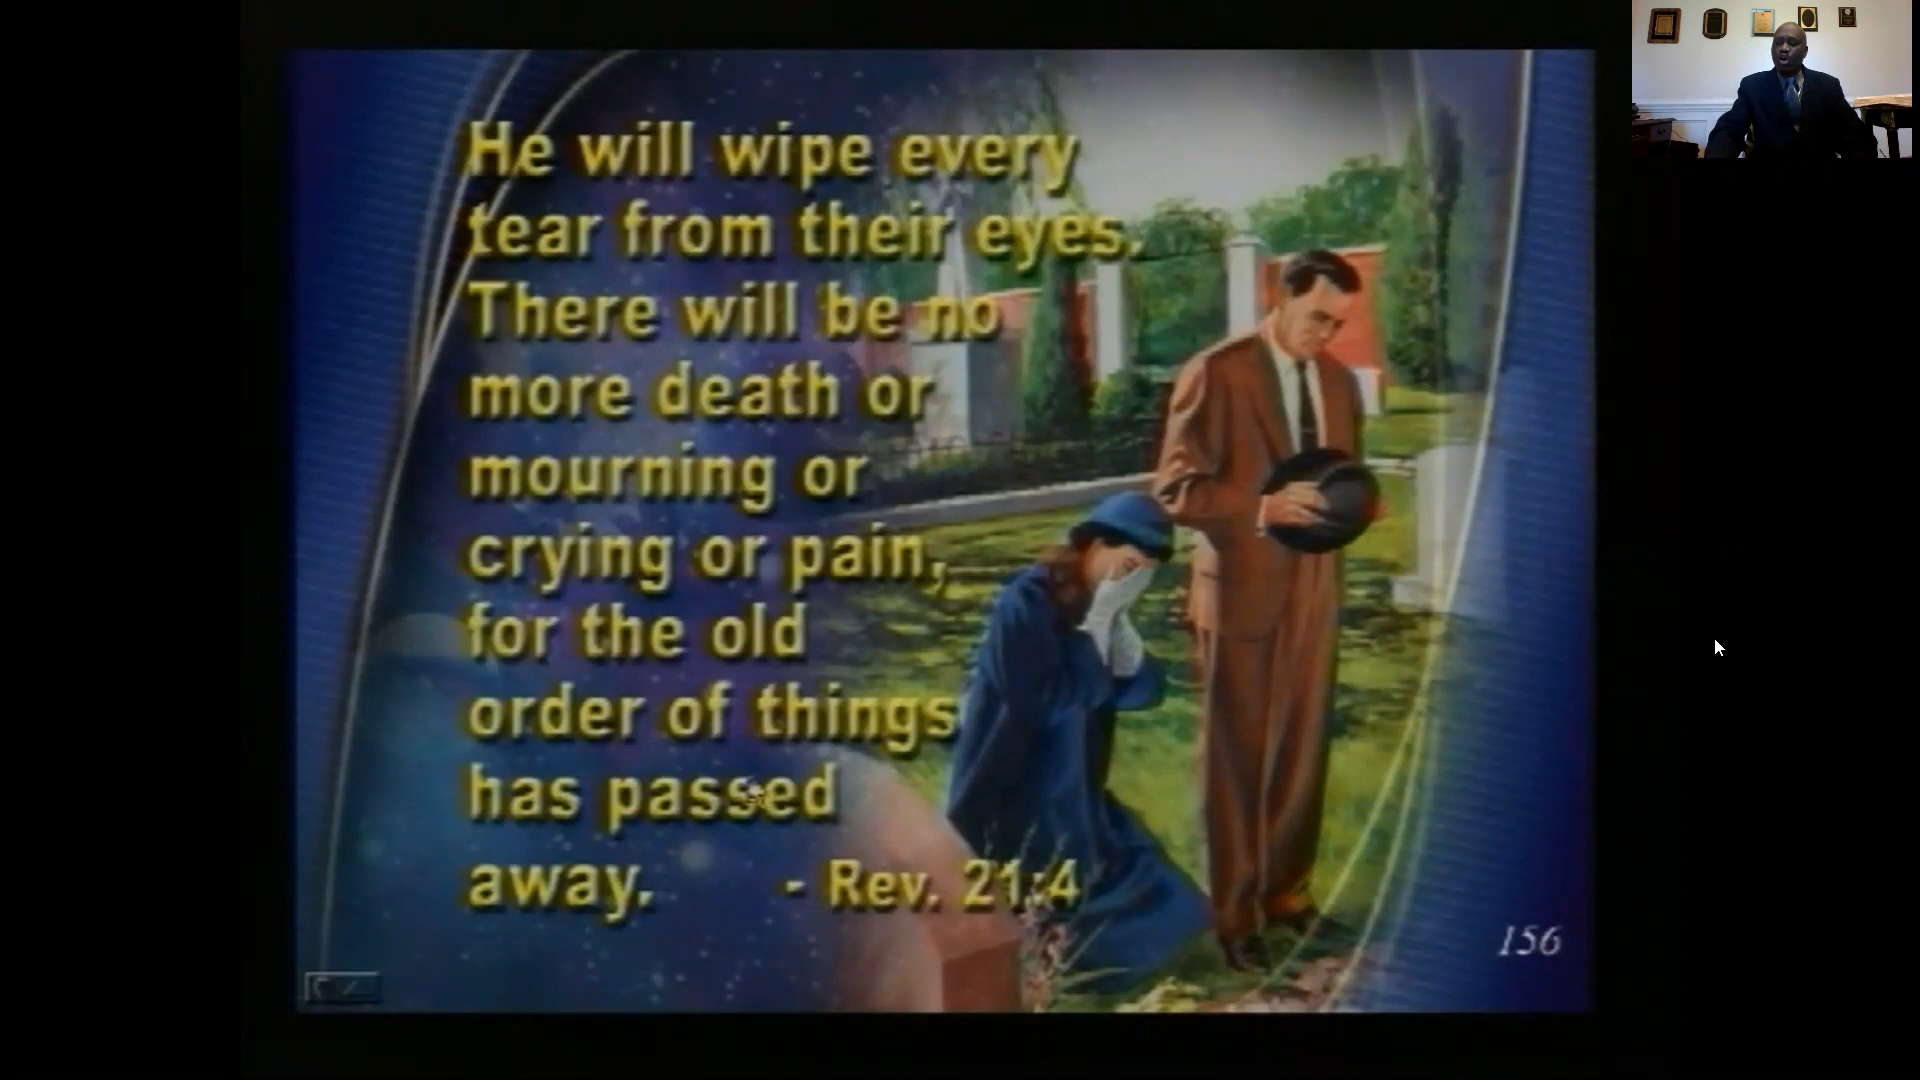 He will wipe every
tear from their eyes.
There will be no
more death or
mourning or
crying or pain,
for the old
order of things
has passed
away. - Rev. 21:4
156